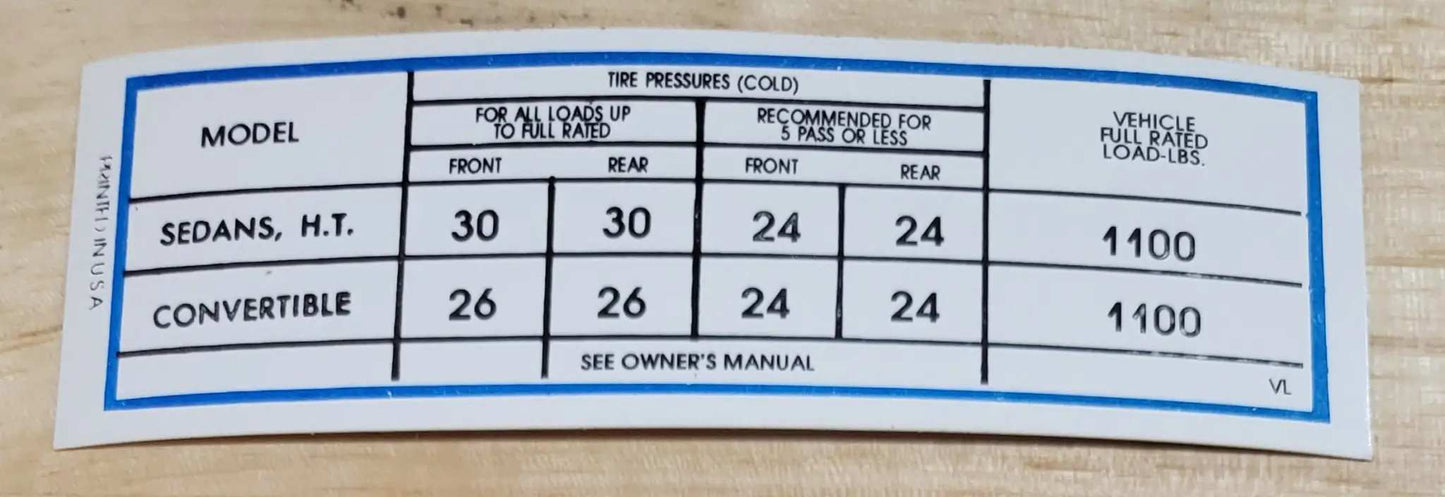 TIRE PRESSURES (COLD)
MODEL
FOR ALL LOADS UP
TO FULL RATED
RECOMMENDED FOR
5 PASS OR LESS
VEHICLE
FULL RATED
LOAD-LBS.
FRONT REAR FRONT REAR
SEDANS, H.T. 30 30 24 24 1100
CONVERTIBLE 26 26 24 24 1100
SEE OWNER'S MANUAL
VL
IN USA